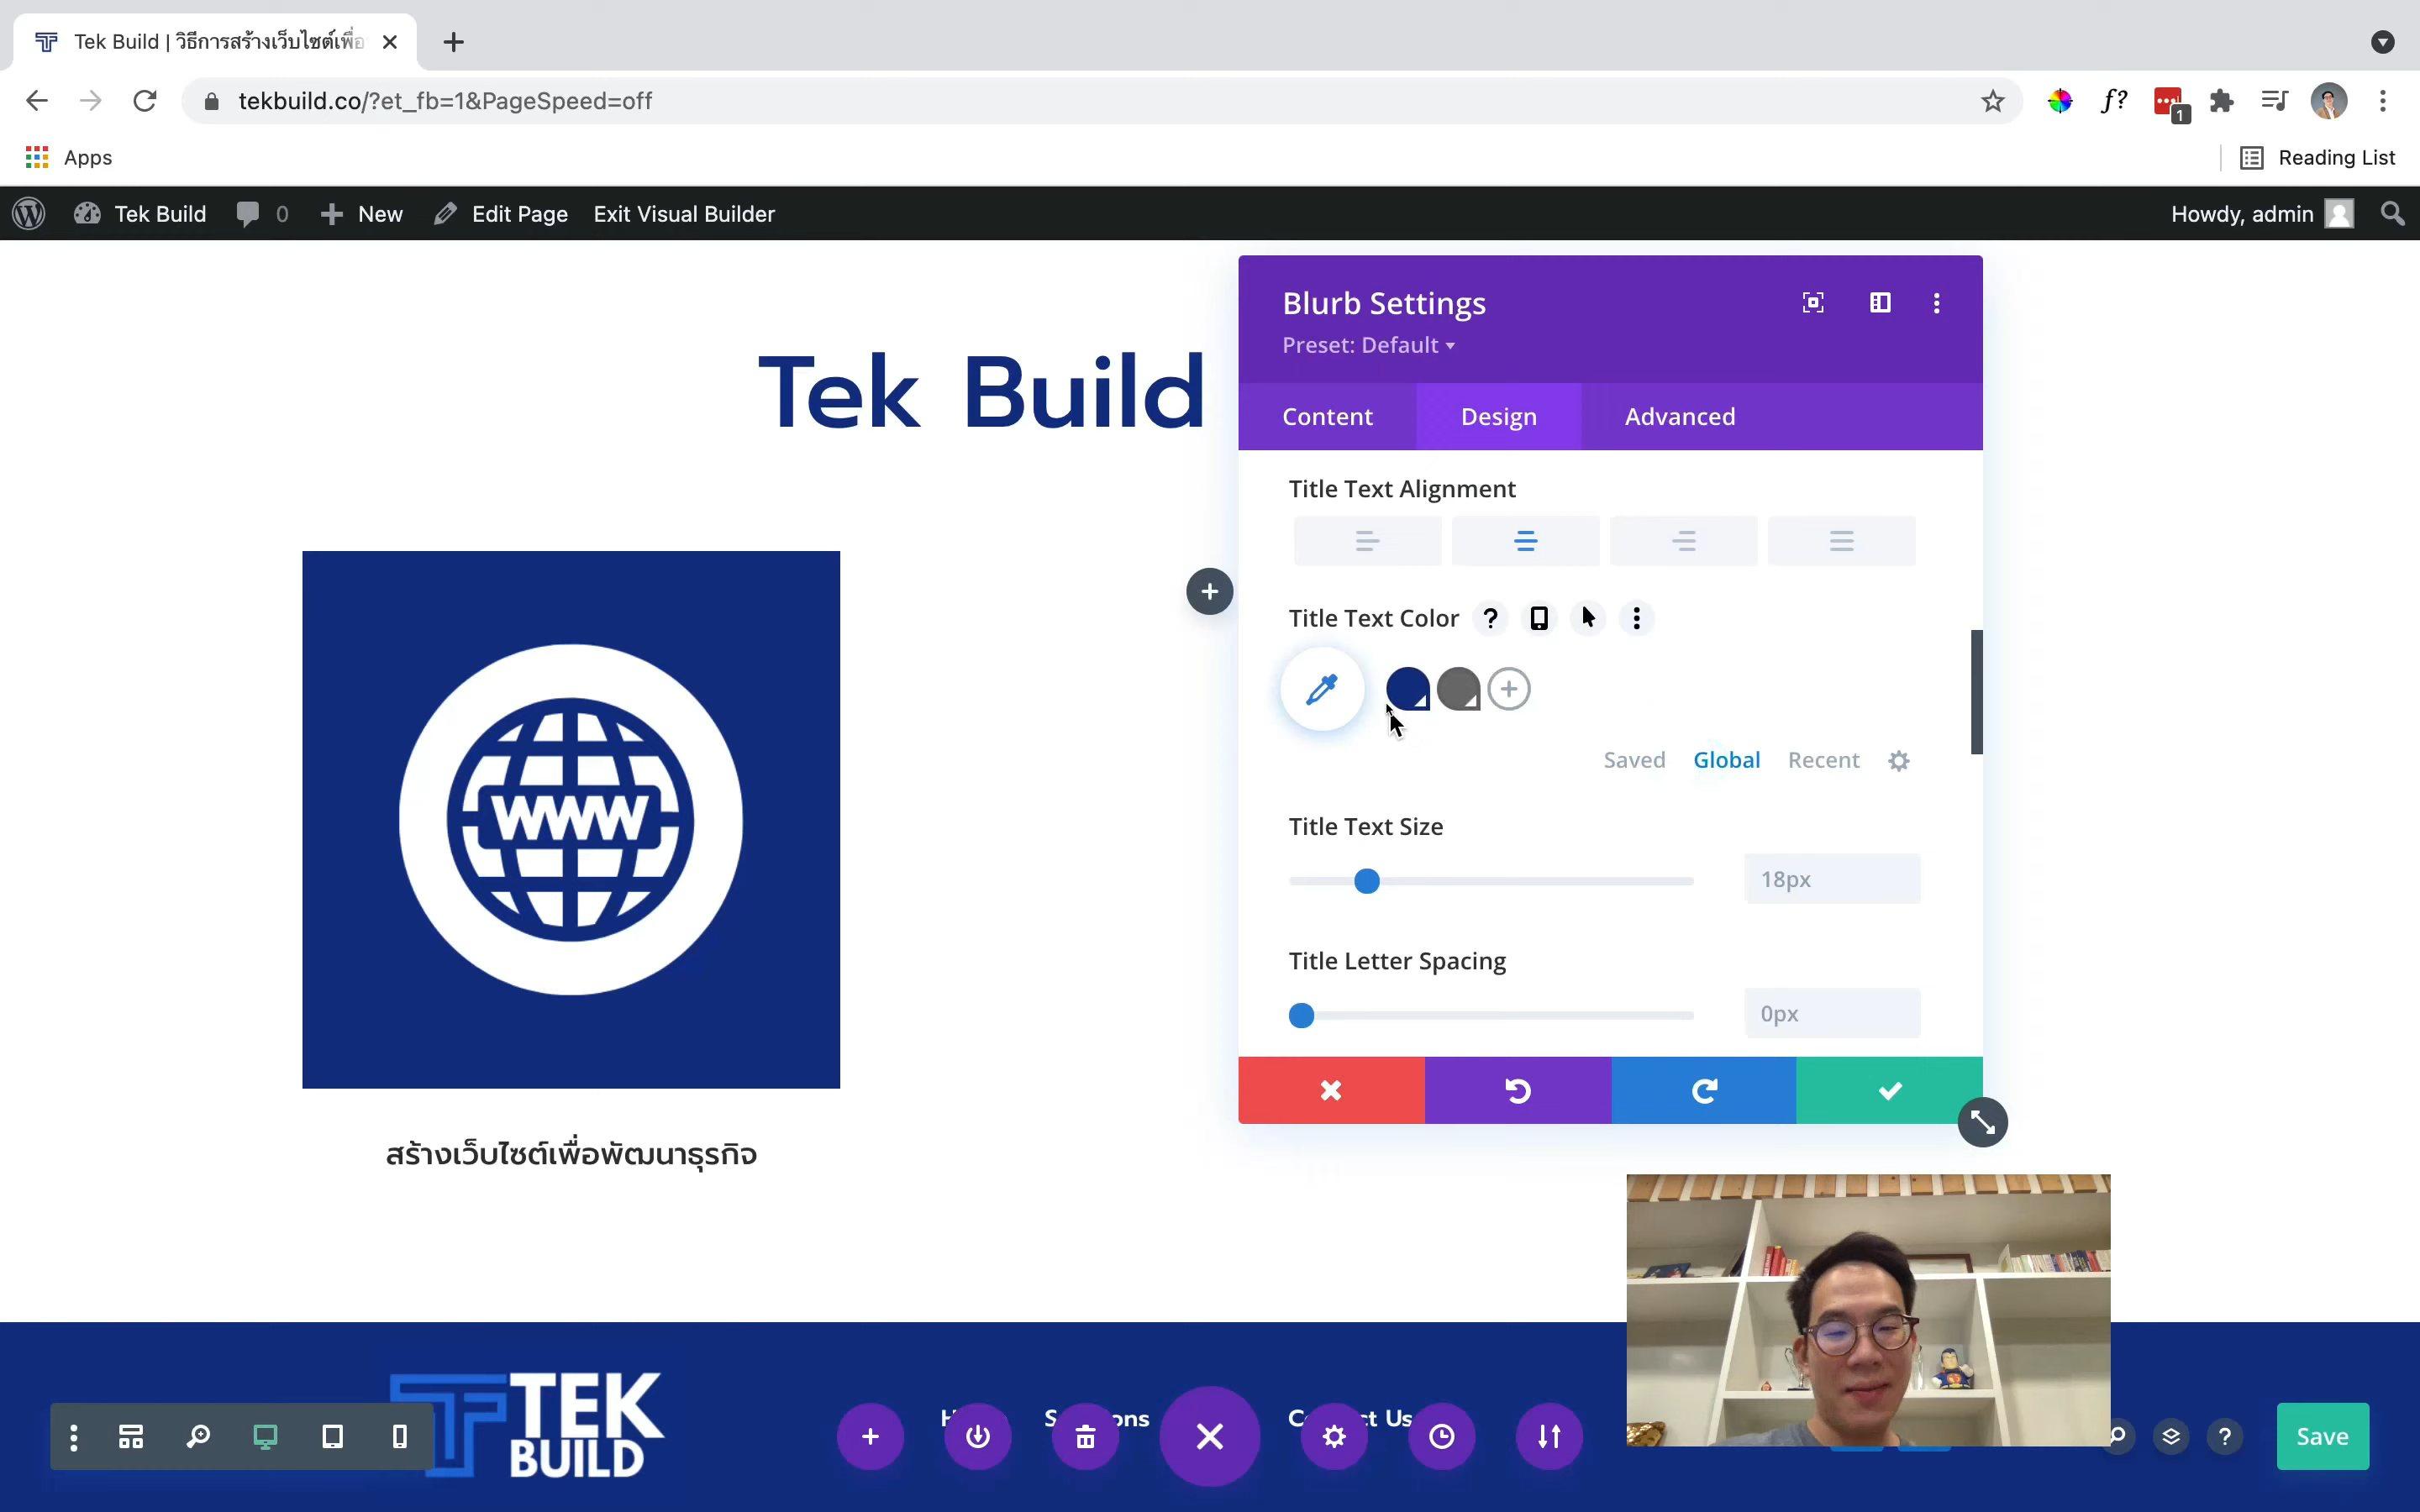 Tek Build | วิธีการสร้างเว็บไซต์เพื่อ
tekbuild.co/?et_fb=1&PageSpeed=off
f?
1
Apps
Reading List
Tek Build
0
New
Edit Page
Exit Visual Builder
Howdy, admin
Tek Build
Blurb Settings
Preset: Default
Content
Design
Advanced
Title Text Alignment
Title Text Color
Saved
Global
Recent
Title Text Size
18px
Title Letter Spacing
0px
WWW
สร้างเว็บไซต์เพื่อพัฒนาธุรกิจ
TEK
BUILD
Us
Save